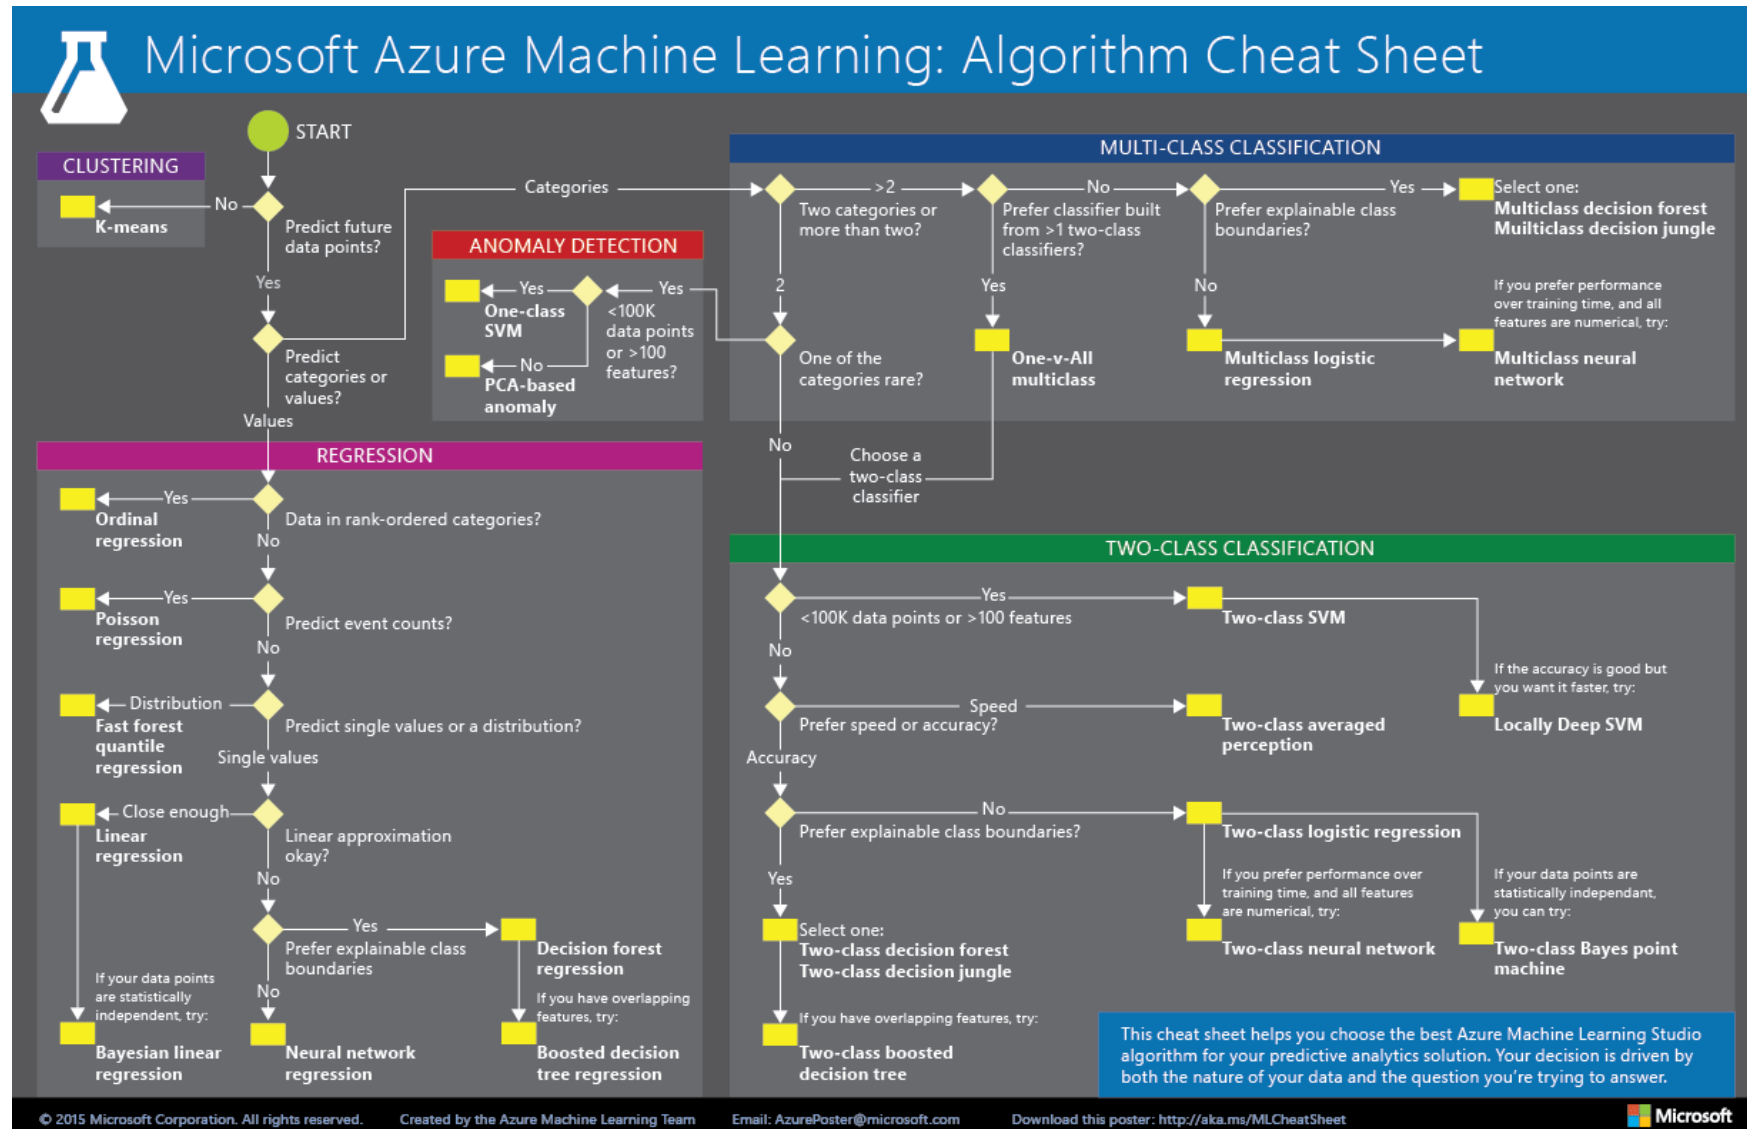 Microsoft Azure Machine Learning: Algorithm Cheat Sheet
START
CLUSTERING
No
K-means
Predict future
data points?
Yes
Predict
categories or
values?
Categories
Values
ANOMALY DETECTION
Yes
One-class
SVM
Yes
<100K
data points
or >100
features?
No
PCA-based
anomaly
MULTI-CLASS CLASSIFICATION
>2
Two categories or
more than two?
2
One of the
categories rare?
No
No
Prefer classifier built
from >1 two-class
classifiers?
Yes
One-v-All
multiclass
Choose a
two-class
classifier
Yes
Prefer explainable class
boundaries?
No
Select one:
Multiclass decision forest
Muilticlass decision jungle
Multiclass logistic
regression
If you prefer performance
over training time, and all
features are numerical, try:
Multiclass neural
network
REGRESSION
Yes
Ordinal
regression
Data in rank-ordered categories?
No
Yes
Poisson
regression
Predict event counts?
No
Distribution
Fast forest
quantile
regression
Predict single values or a distribution?
Single values
Close enough
Linear
regression
Linear approximation
okay?
No
Yes
Prefer explainable class
boundaries
Decision forest
regression
No
If your data points
are statistically
independent, try:
If you have overlapping
features, try:
Bayesian linear
regression
Neural network
regression
Boosted decision
tree regression
TWO-CLASS CLASSIFICATION
Yes
<100K data points or >100 features
Two-class SVM
No
If the accuracy is good but
you want it faster, try:
Locally Deep SVM
Speed
Prefer speed or accuracy?
Two-class averaged
perception
Accuracy
No
Prefer explainable class boundaries?
Two-class logistic regression
Yes
If you prefer performance over
training time, and all features
are numerical, try:
Two-class neural network
If your data points are
statistically independant,
you can try:
Two-class Bayes point
machine
Select one:
Two-class decision forest
Two-class decision jungle
If you have overlapping features, try:
Two-class boosted
decision tree
This cheat sheet helps you choose the best Azure Machine Learning Studio
algorithm for your predictive analytics solution. Your decision is driven by
both the nature of your data and the question you're trying to answer.
© 2015 Microsoft Corporation. All rights reserved. Created by the Azure Machine Learning Team Email: AzurePoster@microsoft.com Download this poster: http://aka.ms/MLCheatSheet Microsoft